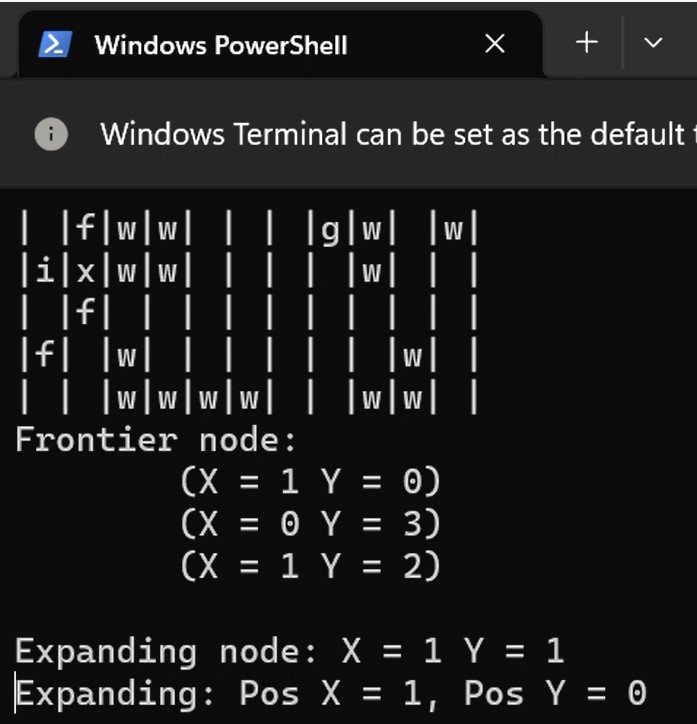 Windows PowerShell
Windows Terminal can be set as the default
| |f|w|w| | | |g|w| |w|
|i|x|w|w| | | | |w| | |
| |f| | | | | | | | | |
|f| |w| | | | | | |w| |
| | |w|w|w|w| | |w|w| |
Frontier node:
(X = 1 Y = 0)
(X = 0 Y = 3)
(X = 1 Y = 2)
Expanding node: X = 1 Y = 1
Expanding: Pos X = 1, Pos Y = 0